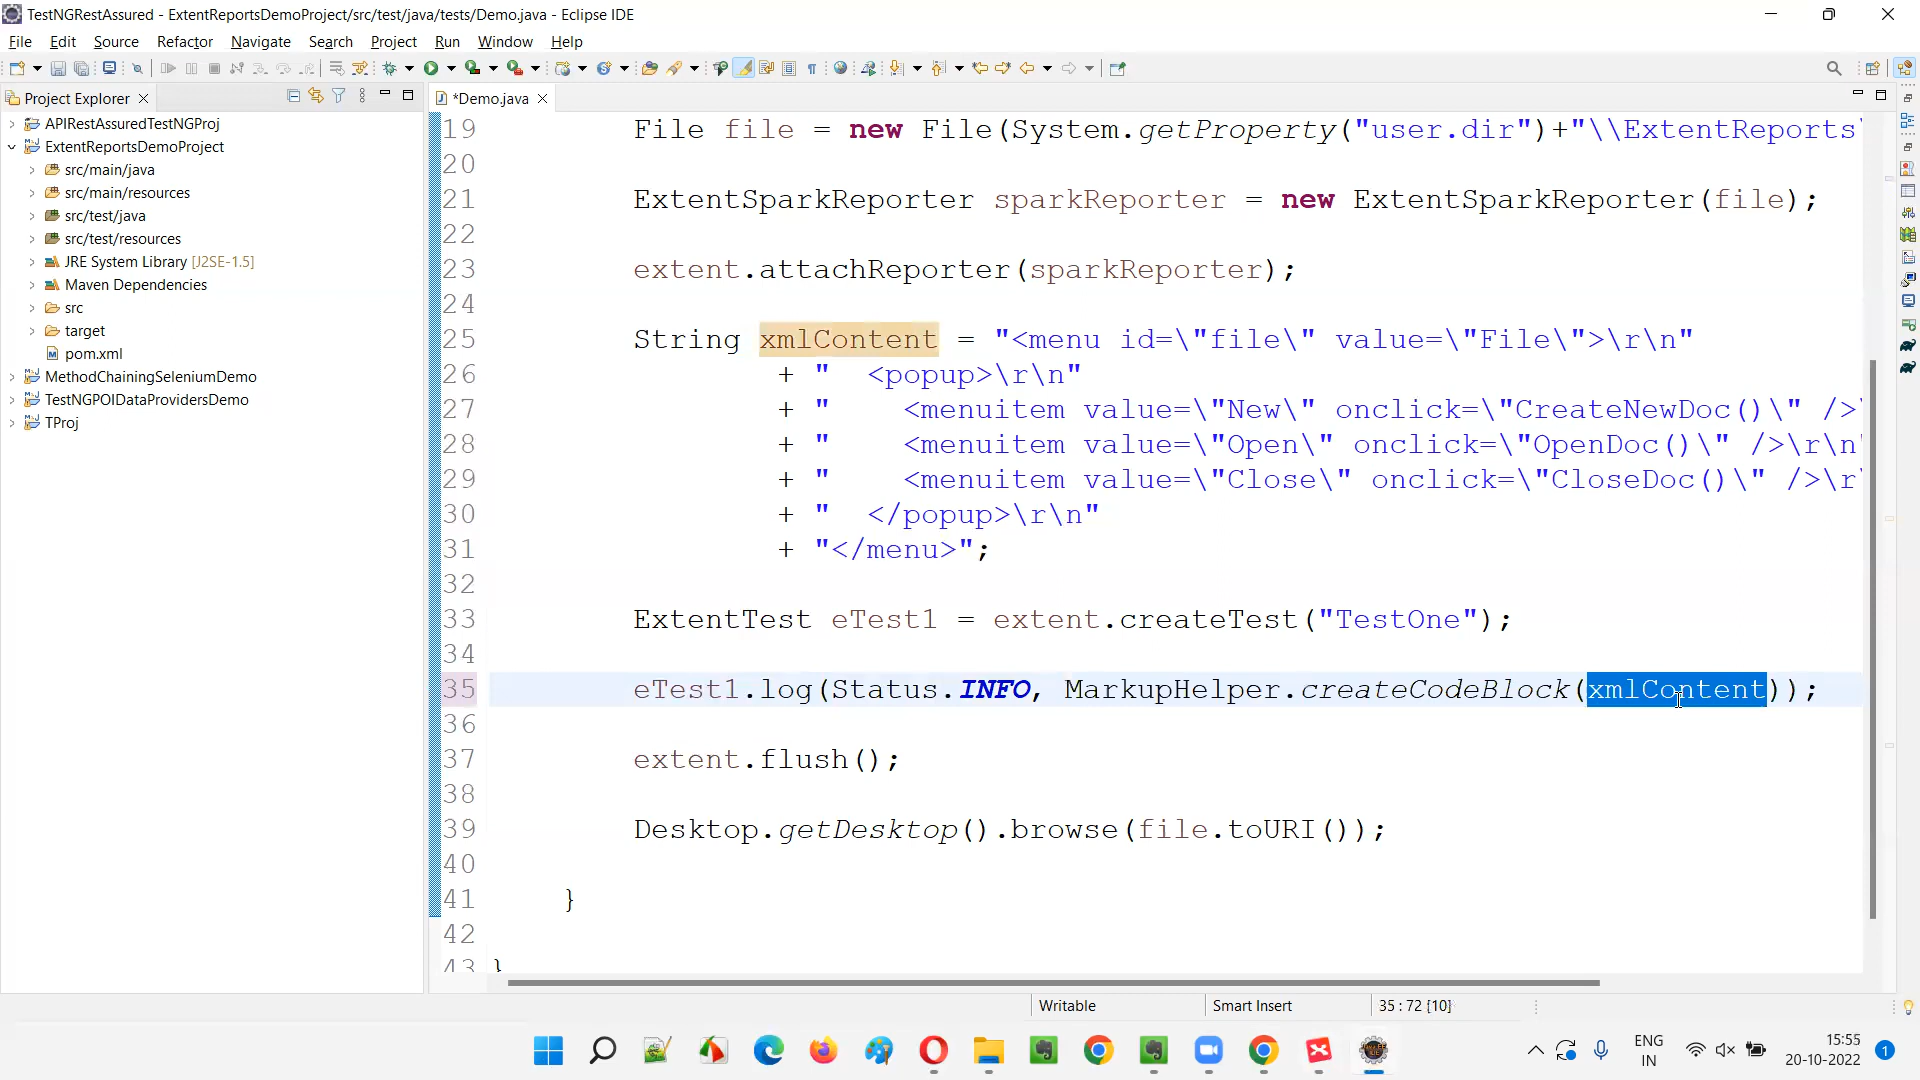 TestNGRestAssured - ExtentReportsDemoProject/src/test/java/tests/Demo.java - Eclipse IDE
File Edit Source Refactor Navigate Search Project Run Window Help
Project Explorer
*Demo.java
APIRestAssuredTestNGProj
ExtentReportsDemoProject
src/main/java
src/main/resources
src/test/java
src/test/resources
JRE System Library [J2SE-1.5]
Maven Dependencies
src
target
pom.xml
MethodChainingSeleniumDemo
TestNGPOIDataProvidersDemo
TProj
19 File file = new File(System.getProperty("user.dir")+"\\ExtentReports\
20
21 ExtentSparkReporter sparkReporter = new ExtentSparkReporter(file);
22
23 extent.attachReporter(sparkReporter);
24
25 String xmlContent = "<menu id=\"file\" value=\"File\">\r\n"
26 + "  <popup>\r\n"
27 + "    <menuitem value=\"New\" onclick=\"CreateNewDoc()\" />\
28 + "    <menuitem value=\"Open\" onclick=\"OpenDoc()\" />\r\n"
29 + "    <menuitem value=\"Close\" onclick=\"CloseDoc()\" />\r\
30 + "  </popup>\r\n"
31 + "</menu>";
32
33 ExtentTest eTest1 = extent.createTest("TestOne");
34
35 eTest1.log(Status.INFO, MarkupHelper.createCodeBlock(xmlContent));
36
37 extent.flush();
38
39 Desktop.getDesktop().browse(file.toURI());
40
41 }
42
43 }
Writable Smart Insert 35 : 72 [10]
ENG
IN
15:55
20-10-2022
1